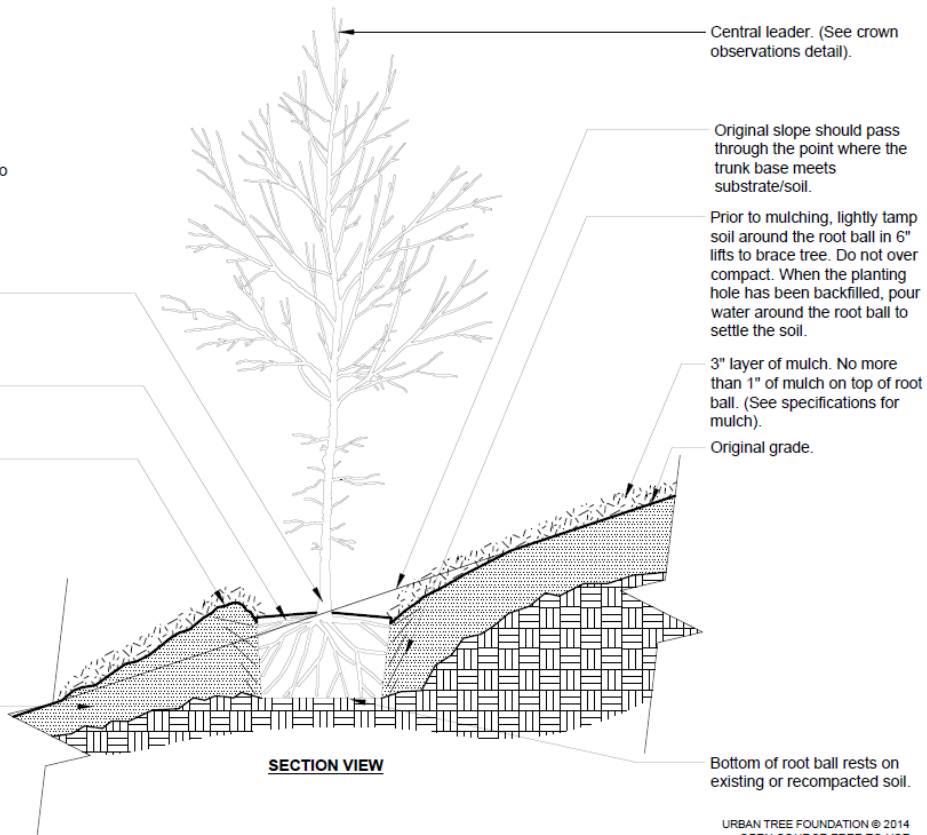 Central leader. (See crown
observations detail).
Original slope should pass
through the point where the
trunk base meets
substrate/soil.
Prior to mulching, lightly tamp
soil around the root ball in 6"
lifts to brace tree. Do not over
compact. When the planting
hole has been backfilled, pour
water around the root ball to
settle the soil.
3" layer of mulch. No more
than 1" of mulch on top of root
ball. (See specifications for
mulch).
Original grade.
SECTION VIEW
Bottom of root ball rests on
existing or recompacted soil.
URBAN TREE FOUNDATION © 2014